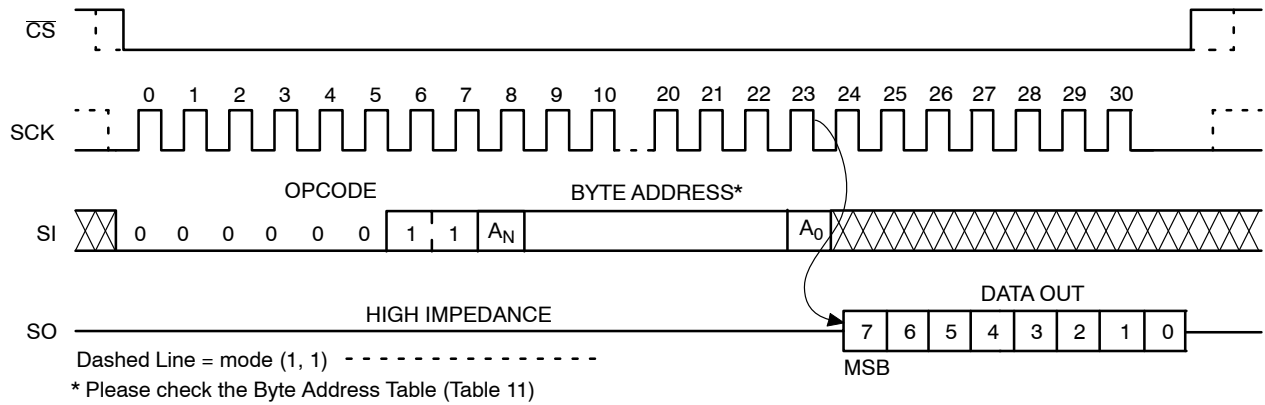 CS
0 1 2 3 4 5 6 7 8 9 10 20 21 22 23 24 25 26 27 28 29 30
SCK
OPCODE BYTE ADDRESS*
SI 0 0 0 0 0 0 1 1 AN A0
DATA OUT
HIGH IMPEDANCE
SO 7 6 5 4 3 2 1 0
Dashed Line = mode (1, 1)
MSB
* Please check the Byte Address Table (Table 11)